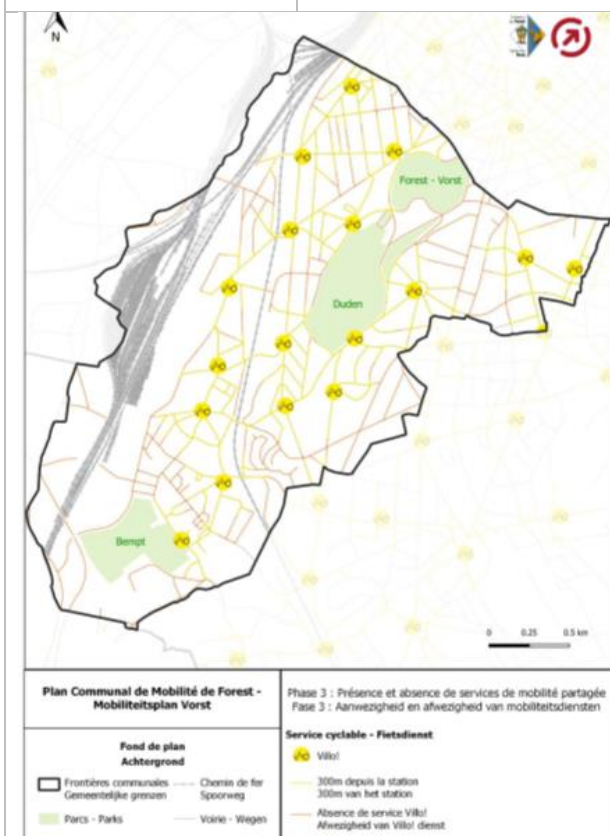 N
Forest - Vorst
Duden
Bempt
0 0.25 0.5 km
Plan Communal de Mobilité de Forest -
Mobiliteitsplan Vorst
Fond de plan
Achtergrond
Frontières communales
Gemeentelijke grenzen
Chemin de fer
Spoorweg
Parcs - Parks
Voirie - Wegen
Phase 3 : Présence et absence de services de mobilité partagée
Fase 3 : Aanwezigheid en afwezigheid van mobiliteitsdiensten
Service cyclable - Fietsdienst
Villo!
300m depuis la station
300m van het station
Absence de service Villo!
Afwezigheid van Villo! dienst